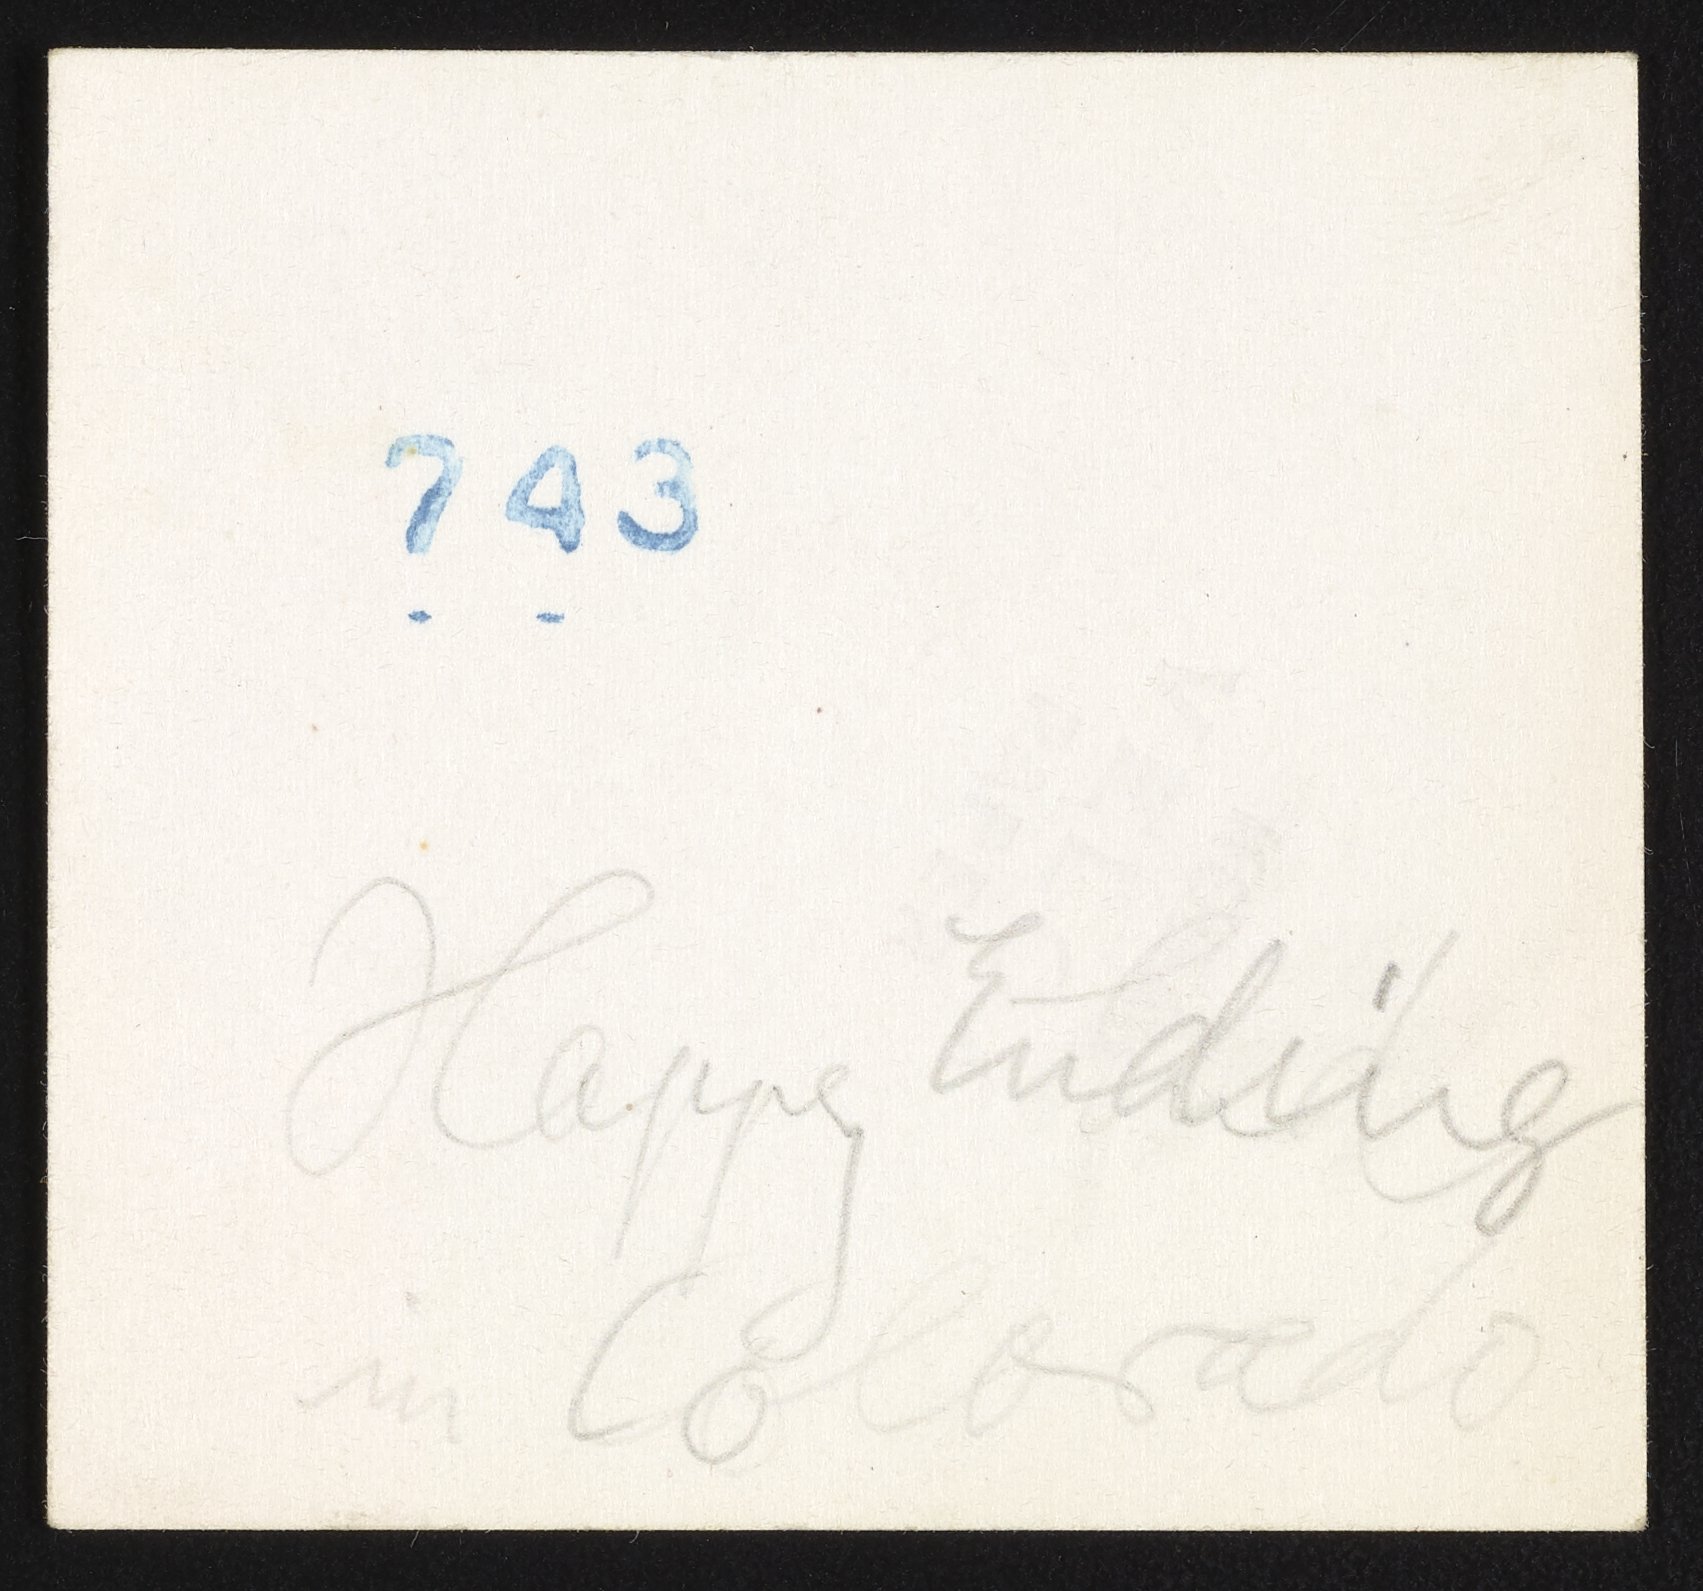 743
Happy Ending
in Colorado